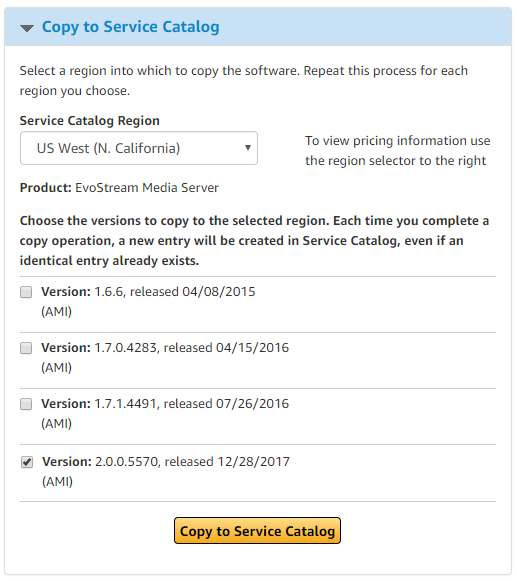 Copy to Service Catalog
Select a region into which to copy the software. Repeat this process for each
region you choose.
Service Catalog Region
US West (N. California)
To view pricing information use
the region selector to the right
Product: EvoStream Media Server
Choose the versions to copy to the selected region. Each time you complete a
copy operation, a new entry will be created in Service Catalog, even if an
identical entry already exists.
Version: 1.6.6, released 04/08/2015
(AMI)
Version: 1.7.0.4283, released 04/15/2016
(AMI)
Version: 1.7.1.4491, released 07/26/2016
(AMI)
Version: 2.0.0.5570, released 12/28/2017
(AMI)
Copy to Service Catalog